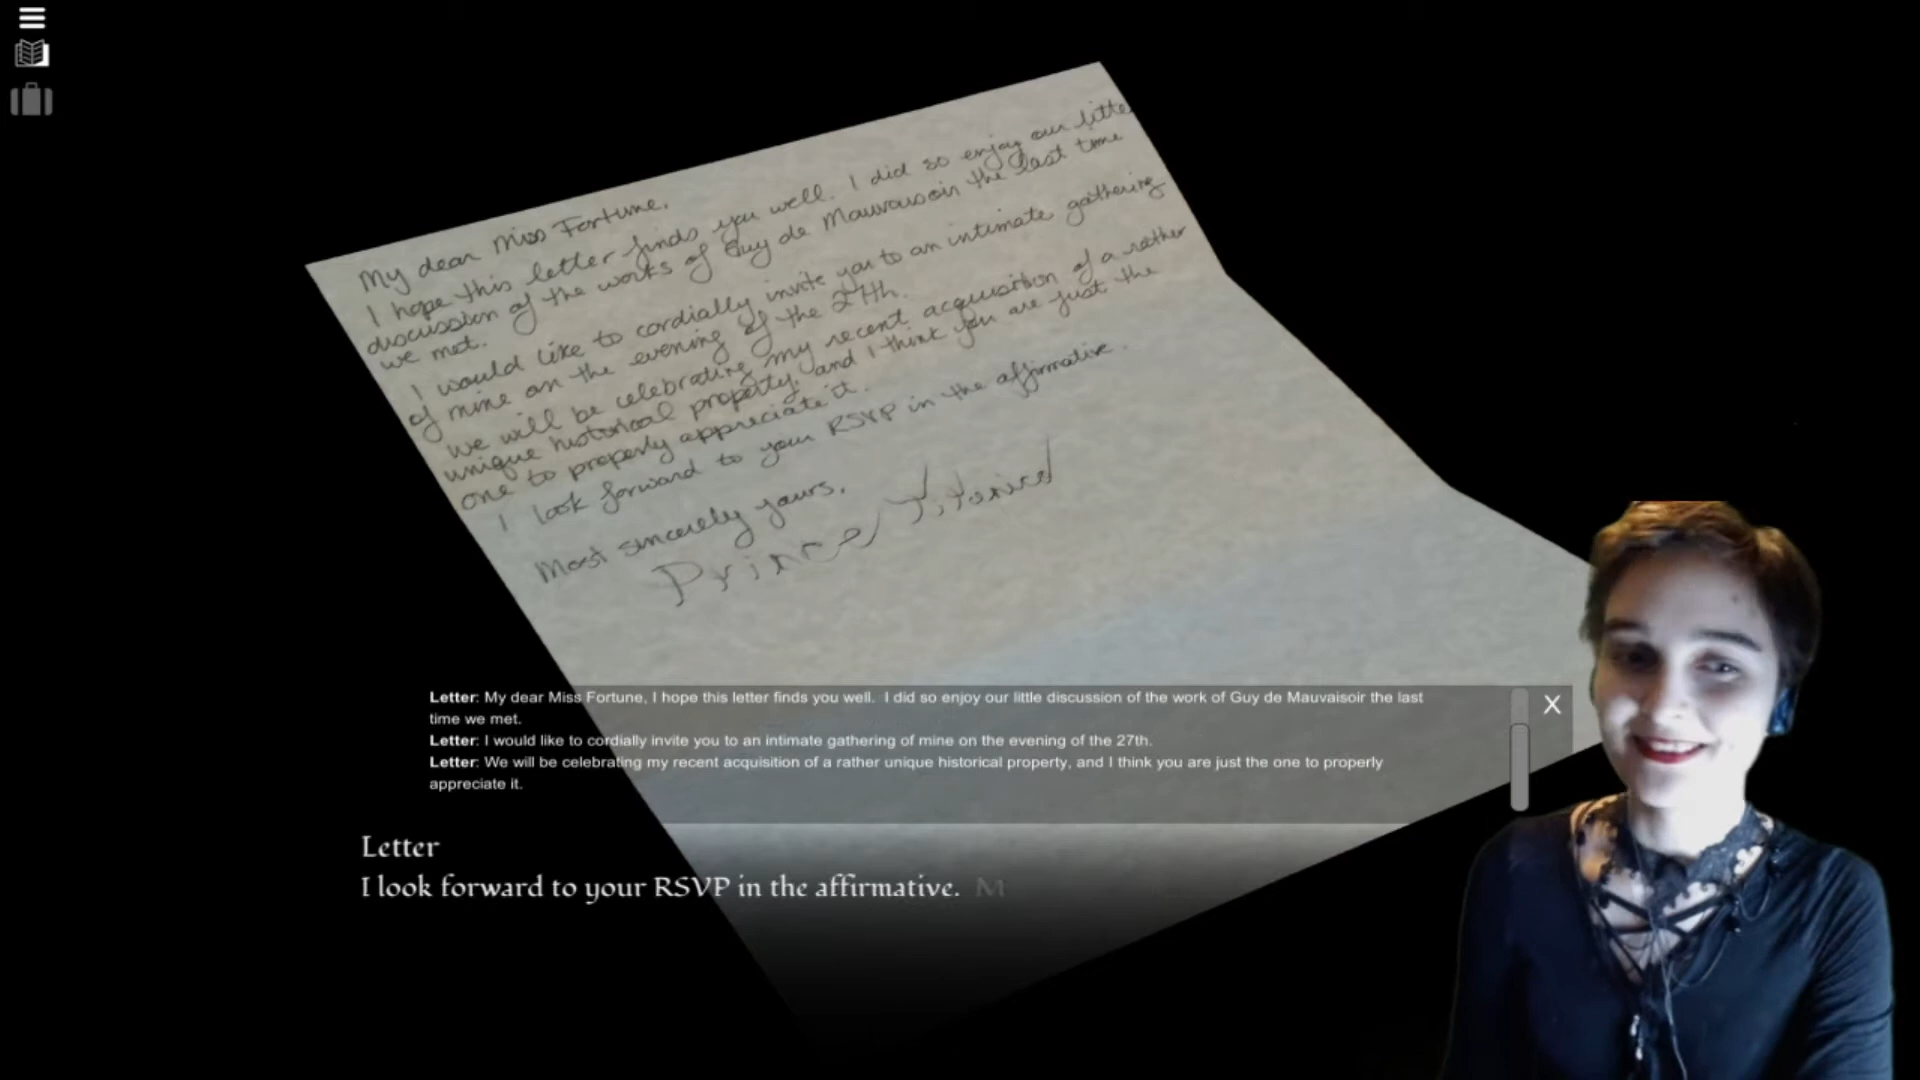 My dear Miss Fortune,
I hope this letter finds you well. I did so enjoy our little
discussion of the works of Guy de Mauvaisoir the last time
we met.
I would like to cordially invite you to an intimate gathering
of mine on the evening of the 27th.
We will be celebrating my recent acquisition of a rather
unique historical property, and I think you are just the
one to properly appreciate it.
I look forward to your RSVP in the affirmative.
Most sincerely yours,
Prince
Letter: My dear Miss Fortune, I hope this letter finds you well.  I did so enjoy our little discussion of the work of Guy de Mauvaisoir the last
time we met.
Letter: I would like to cordially invite you to an intimate gathering of mine on the evening of the 27th.
Letter: We will be celebrating my recent acquisition of a rather unique historical property, and I think you are just the one to properly
appreciate it.
X
Letter
I look forward to your RSVP in the affirmative. M